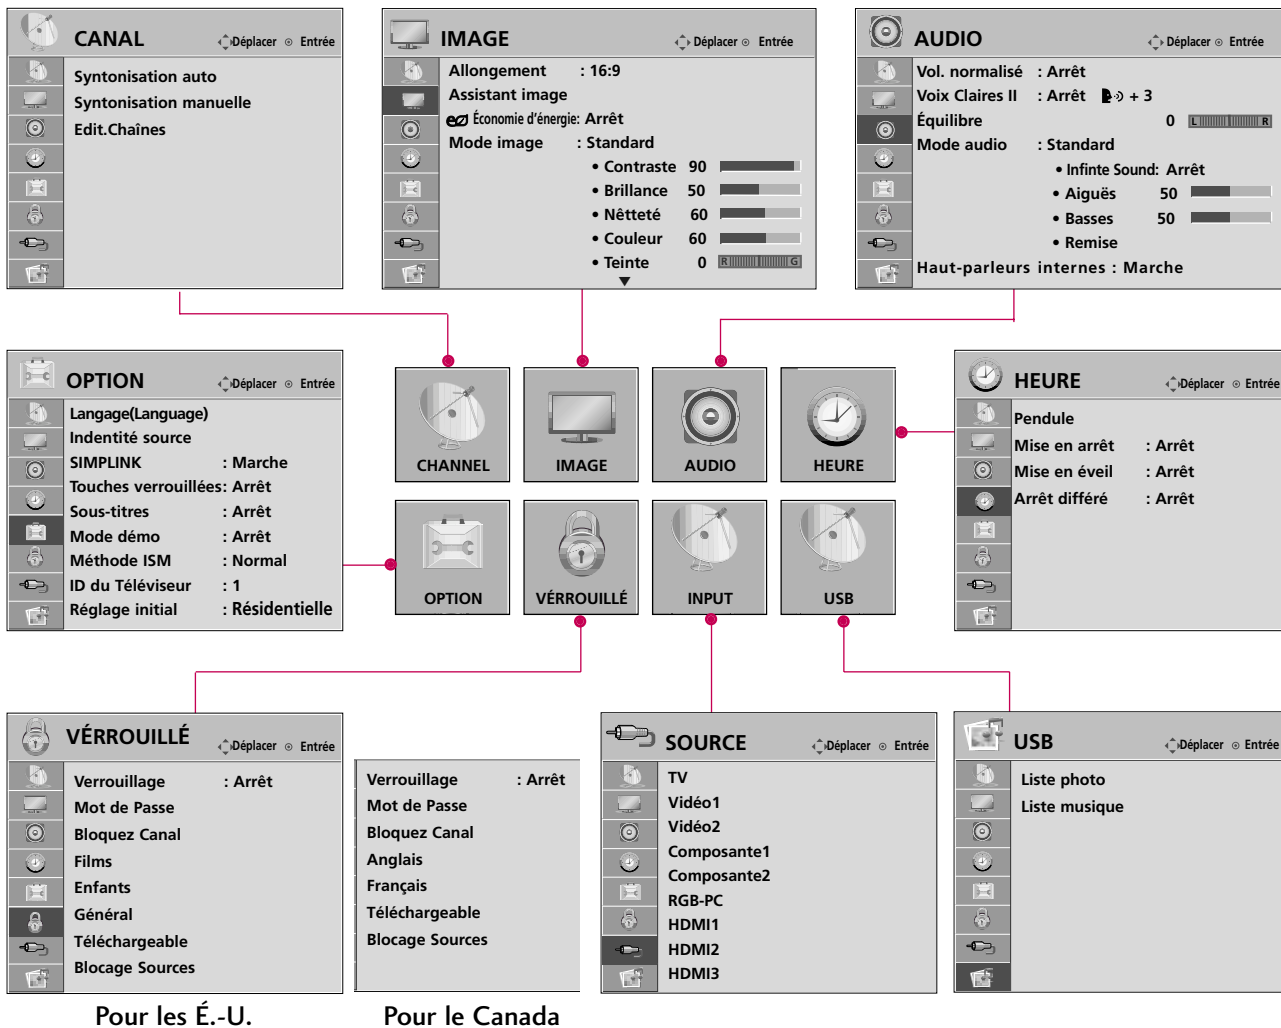 CANAL
Déplacer Entrée
Syntonisation auto
Syntonisation manuelle
Edit.Chaînes
IMAGE
Déplacer Entrée
Allongement : 16:9
Assistant image
Économie d'énergie: Arrêt
Mode image : Standard
• Contraste 90
• Brillance 50
• Nêtteté 60
• Couleur 60
• Teinte 0 R G
AUDIO
Déplacer Entrée
Vol. normalisé : Arrêt
Voix Claires II : Arrêt + 3
Équilibre 0 L R
Mode audio : Standard
• Infinte Sound: Arrêt
• Aiguës 50
• Basses 50
• Remise
Haut-parleurs internes : Marche
OPTION
Déplacer Entrée
Langage(Language)
Indentité source
SIMPLINK : Marche
Touches verrouillées: Arrêt
Sous-titres : Arrêt
Mode démo : Arrêt
Méthode ISM : Normal
ID du Téléviseur : 1
Réglage initial : Résidentielle
CHANNEL
IMAGE
AUDIO
HEURE
OPTION
VÉRROUILLÉ
INPUT
USB
HEURE
Déplacer Entrée
Pendule
Mise en arrêt : Arrêt
Mise en éveil : Arrêt
Arrêt différé : Arrêt
VÉRROUILLÉ
Déplacer Entrée
Verrouillage : Arrêt
Mot de Passe
Bloquez Canal
Films
Enfants
Général
Téléchargeable
Blocage Sources
Pour les É.-U.
Verrouillage : Arrêt
Mot de Passe
Bloquez Canal
Anglais
Français
Téléchargeable
Blocage Sources
Pour le Canada
SOURCE
Déplacer Entrée
TV
Vidéo1
Vidéo2
Composante1
Composante2
RGB-PC
HDMI1
HDMI2
HDMI3
USB
Déplacer Entrée
Liste photo
Liste musique